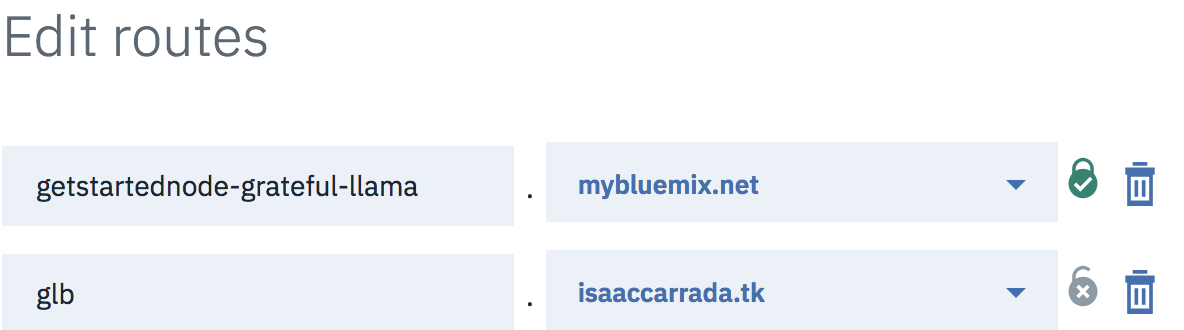 Edit routes
getstartednode-grateful-llama . mybluemix.net
glb . isaaccarrada.tk